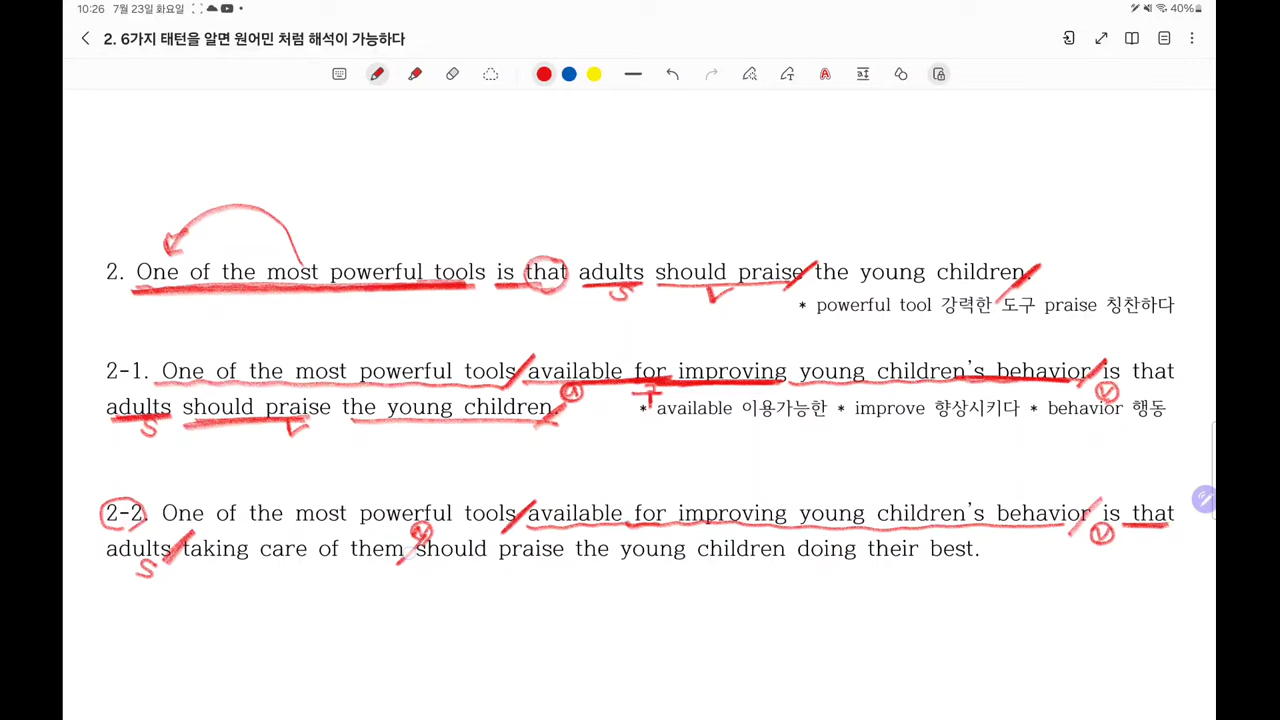 10:26 7월 23일 화요일
40%
2. 6가지 태턴을 알면 원어민 처럼 해석이 가능하다
2. One of the most powerful tools is that adults should praise the young children.
S V
* powerful tool 강력한 도구 praise 칭찬하다
2-1. One of the most powerful tools available for improving young children's behavior is that
구 V
adults should praise the young children. * available 이용가능한 * improve 향상시키다 * behavior 행동
S V
2-2. One of the most powerful tools available for improving young children's behavior is that
V
adults taking care of them should praise the young children doing their best.
S